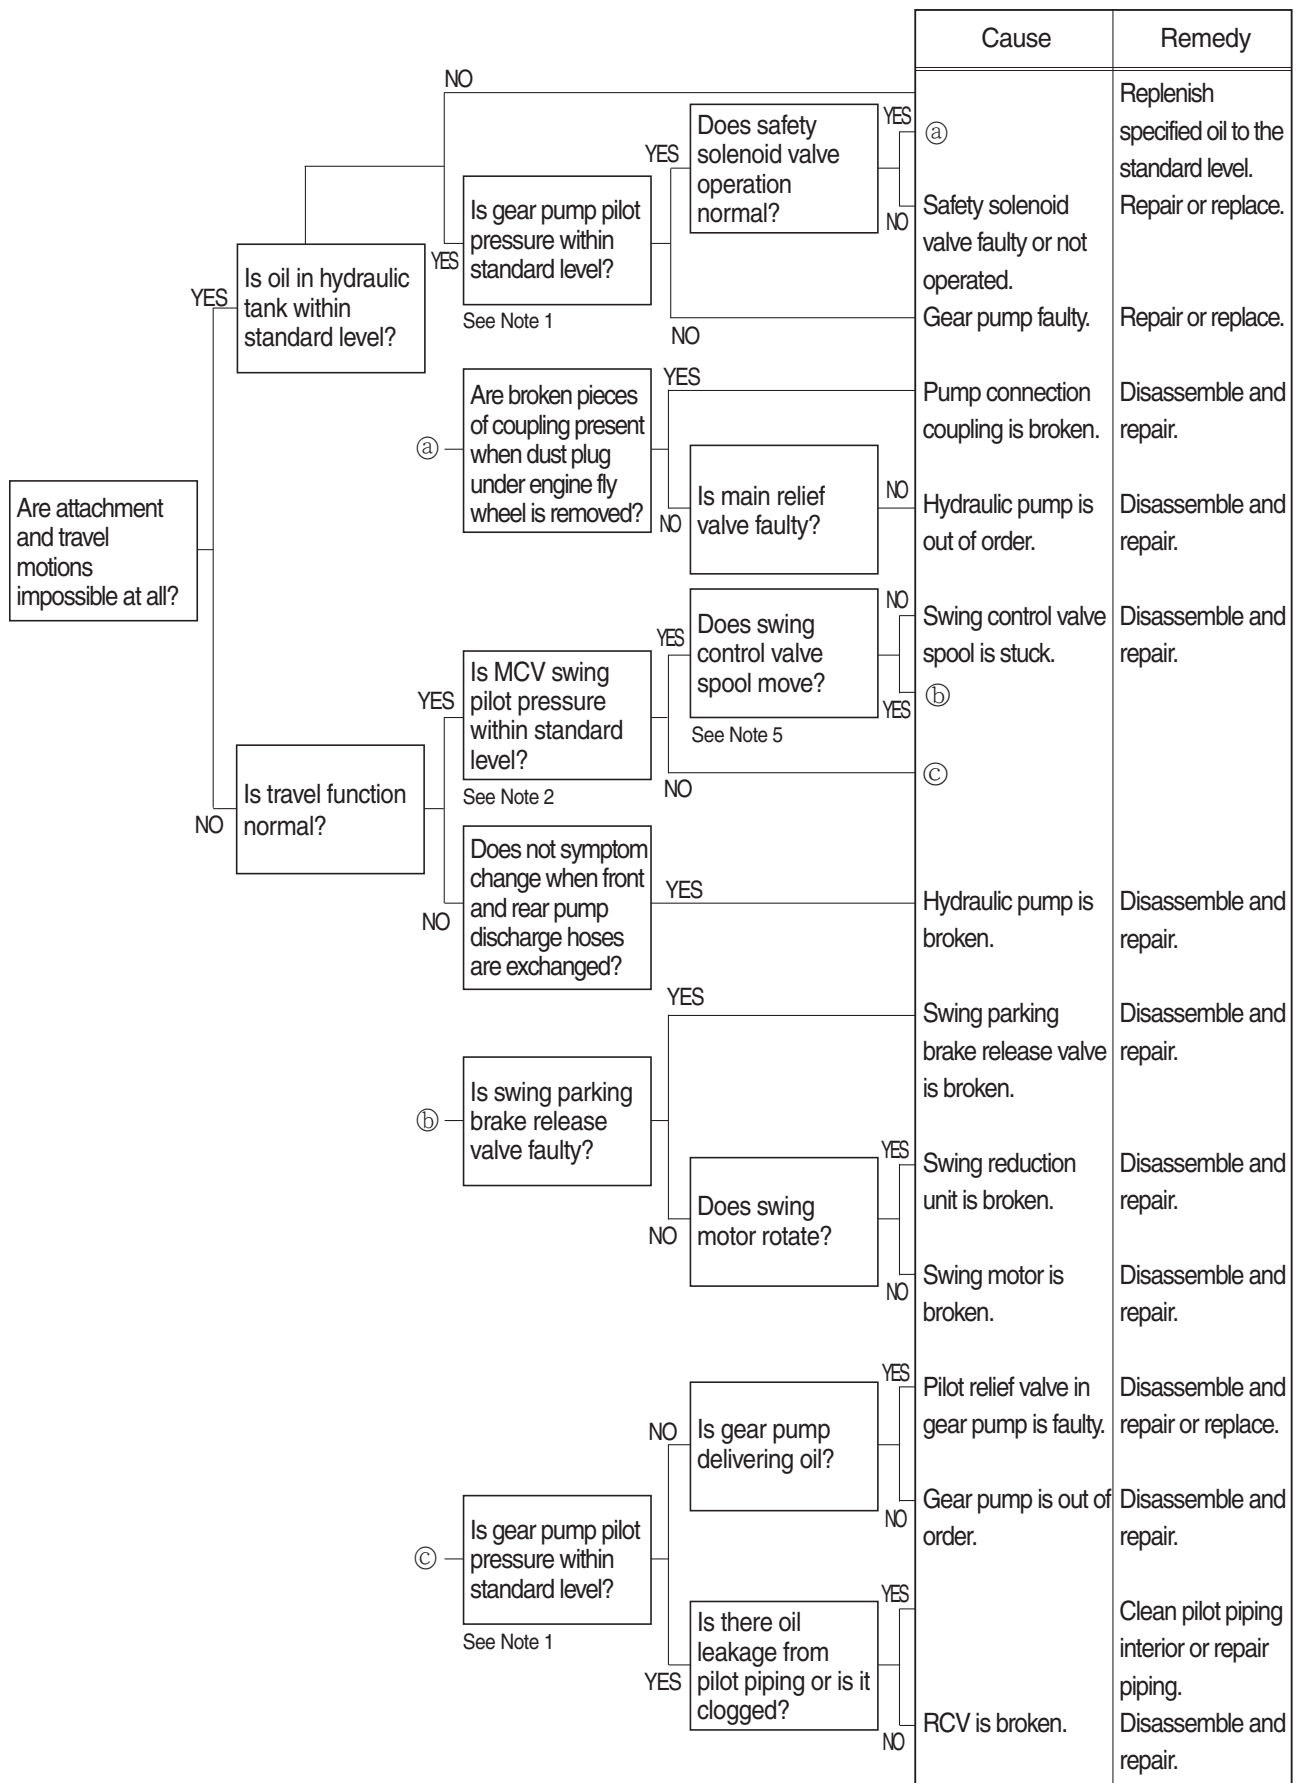 Cause
Remedy
NO
Replenish
specified oil to the
standard level.
Does safety
solenoid valve
operation
normal?
YES
ⓐ
YES
NO
Is gear pump pilot
pressure within
standard level?
YES
See Note 1
Safety solenoid
valve faulty or not
operated.
Repair or replace.
Is oil in hydraulic
tank within
standard level?
YES
NO
Gear pump faulty.
Repair or replace.
ⓐ
Are broken pieces
of coupling present
when dust plug
under engine fly
wheel is removed?
YES
Pump connection
coupling is broken.
Disassemble and
repair.
NO
Is main relief
valve faulty?
NO
Hydraulic pump is
out of order.
Disassemble and
repair.
Are attachment
and travel
motions
impossible at all?
Does swing
control valve
spool move?
See Note 5
NO
Swing control valve
spool is stuck.
Disassemble and
repair.
YES
ⓑ
YES
Is MCV swing
pilot pressure
within standard
level?
See Note 2
YES
NO
ⓒ
Is travel function
normal?
NO
Does not symptom
change when front
and rear pump
discharge hoses
are exchanged?
NO
YES
Hydraulic pump is
broken.
Disassemble and
repair.
ⓑ
Is swing parking
brake release
valve faulty?
YES
Swing parking
brake release valve
is broken.
Disassemble and
repair.
NO
Does swing
motor rotate?
YES
Swing reduction
unit is broken.
Disassemble and
repair.
NO
Swing motor is
broken.
Disassemble and
repair.
ⓒ
Is gear pump pilot
pressure within
standard level?
See Note 1
NO
Is gear pump
delivering oil?
YES
Pilot relief valve in
gear pump is faulty.
Disassemble and
repair or replace.
NO
Gear pump is out of
order.
Disassemble and
repair.
YES
Is there oil
leakage from
pilot piping or is it
clogged?
YES
Clean pilot piping
interior or repair
piping.
NO
RCV is broken.
Disassemble and
repair.